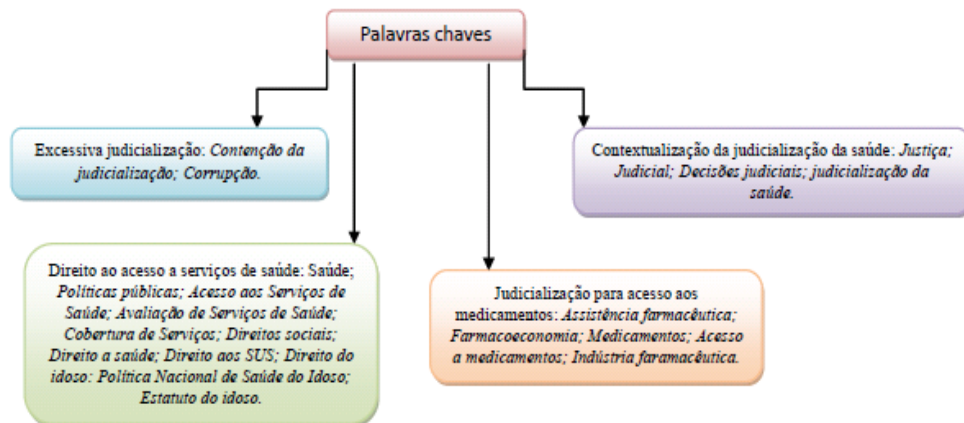 Palavras chaves
Excessiva judicialização: Contenção da
judicialização; Corrupção.
Contextualização da judicialização da saúde: Justiça;
Judicial; Decisões judiciais; judicialização da
saúde.
Direito ao acesso a serviços de saúde: Saúde;
Políticas públicas; Acesso aos Serviços de
Saúde; Avaliação de Serviços de Saúde;
Cobertura de Serviços; Direitos sociais;
Direito a saúde; Direito aos SUS; Direito do
idoso: Política Nacional de Saúde do Idoso;
Estatuto do idoso.
Judicialização para acesso aos
medicamentos: Assistência farmacêutica;
Farmacoeconomia; Medicamentos; Acesso
a medicamentos; Indústria faramacêutica.